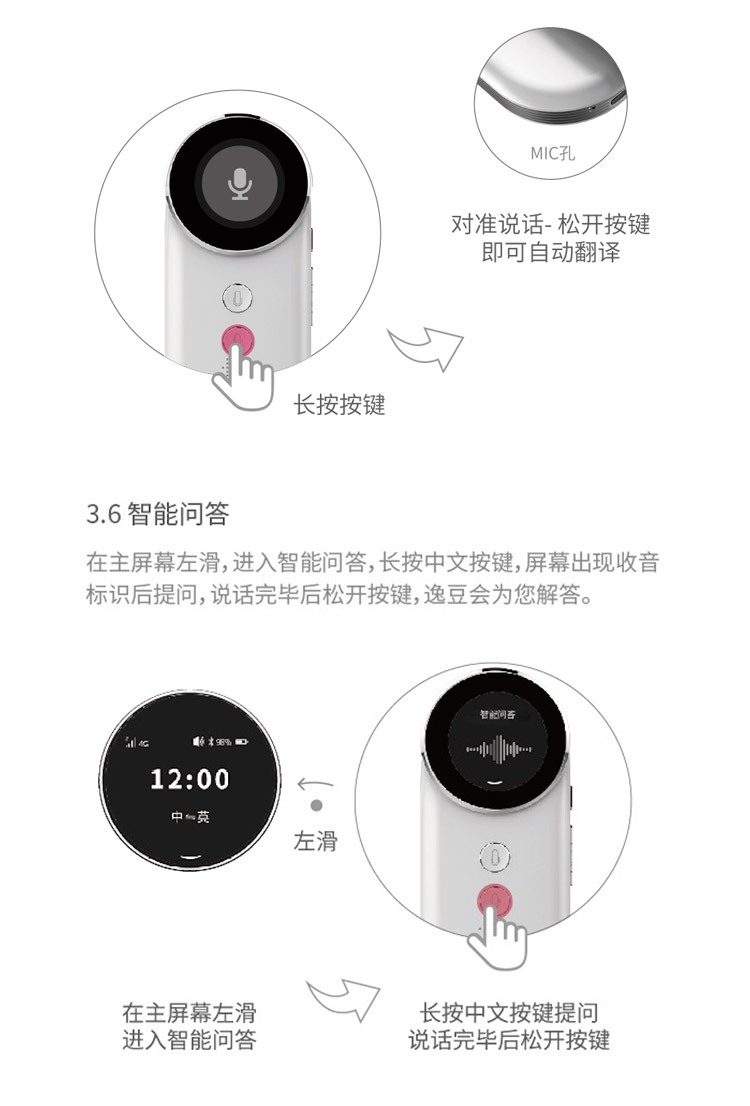 MIC孔
对准说话- 松开按键
即可自动翻译
长按按键
3.6 智能问答
在主屏幕左滑，进入智能问答，长按中文按键，屏幕出现收音
标识后提问，说话完毕后松开按键，逸豆会为您解答。
4G 98%
12:00
中⇋英
左滑
智能问答
在主屏幕左滑
进入智能问答
长按中文按键提问
说话完毕后松开按键